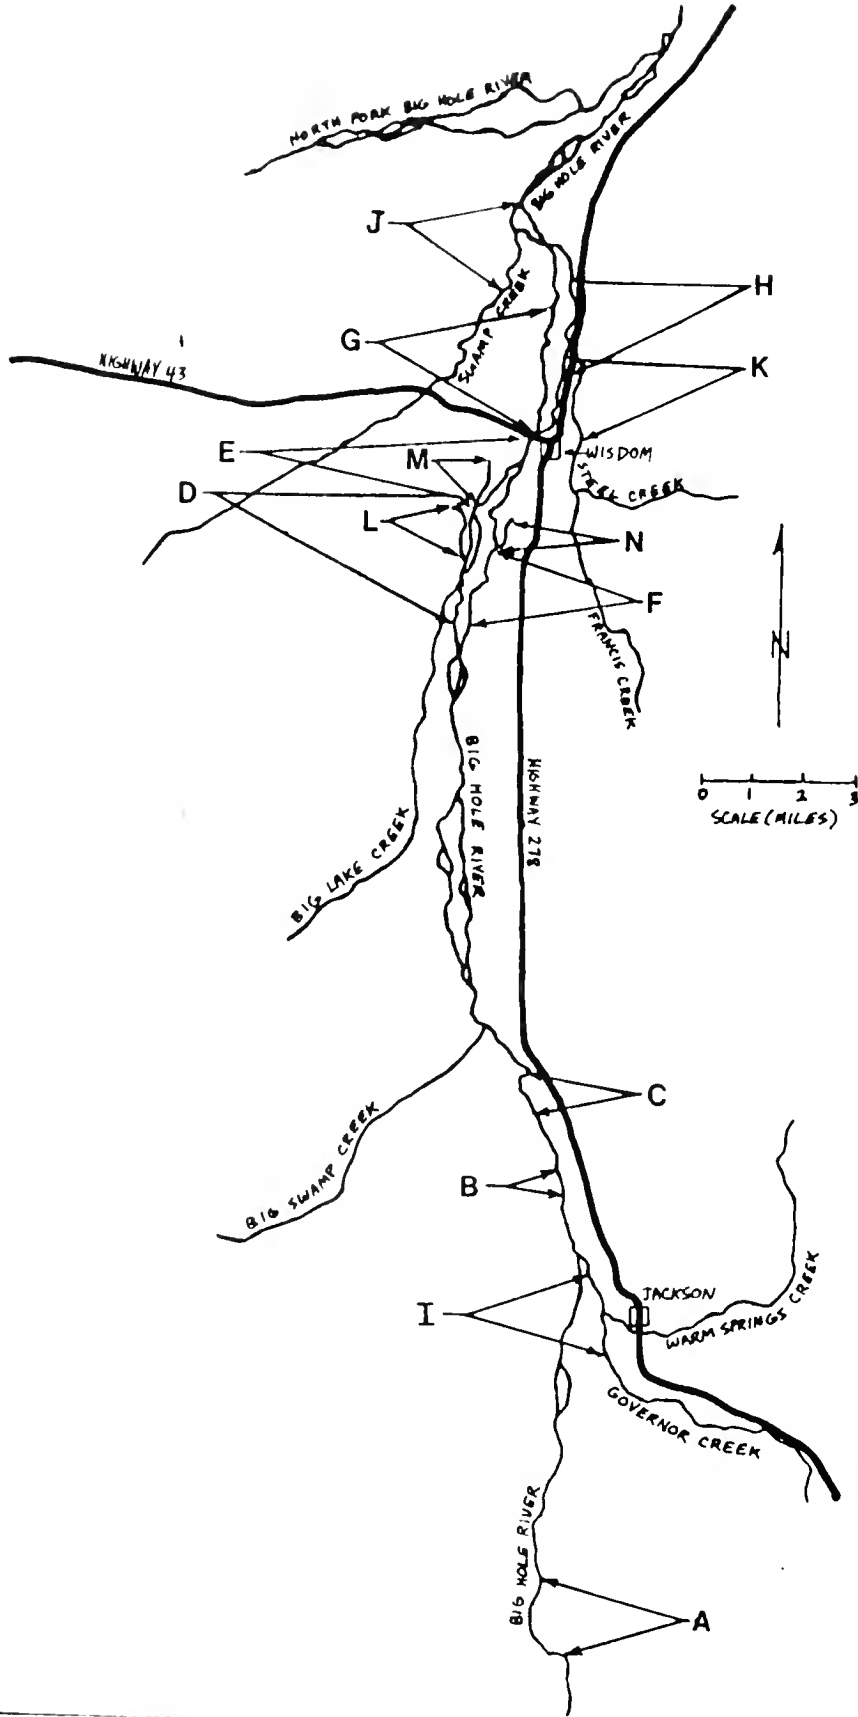 NORTH FORK BIG HOLE RIVER
BIG HOLE RIVER
J
H
SWAMP CREEK
G
HIGHWAY 43
K
E
M
WISDOM
D
STEEL CREEK
L
N
F
FRANCIS CREEK
N
BIG HOLE RIVER
HIGHWAY 278
0 1 2 3
SCALE (MILES)
BIG LAKE CREEK
C
BIG SWAMP CREEK
B
JACKSON
I
WARM SPRINGS CREEK
GOVERNOR CREEK
BIG HOLE RIVER
A